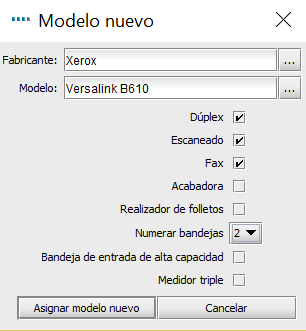 Modelo nuevo
Fabricante: Xerox ...
Modelo: Versalink B610 ...
Dúplex
Escaneado
Fax
Acabadora
Realizador de folletos
Numerar bandejas 2
Bandeja de entrada de alta capacidad
Medidor triple
Asignar modelo nuevo Cancelar